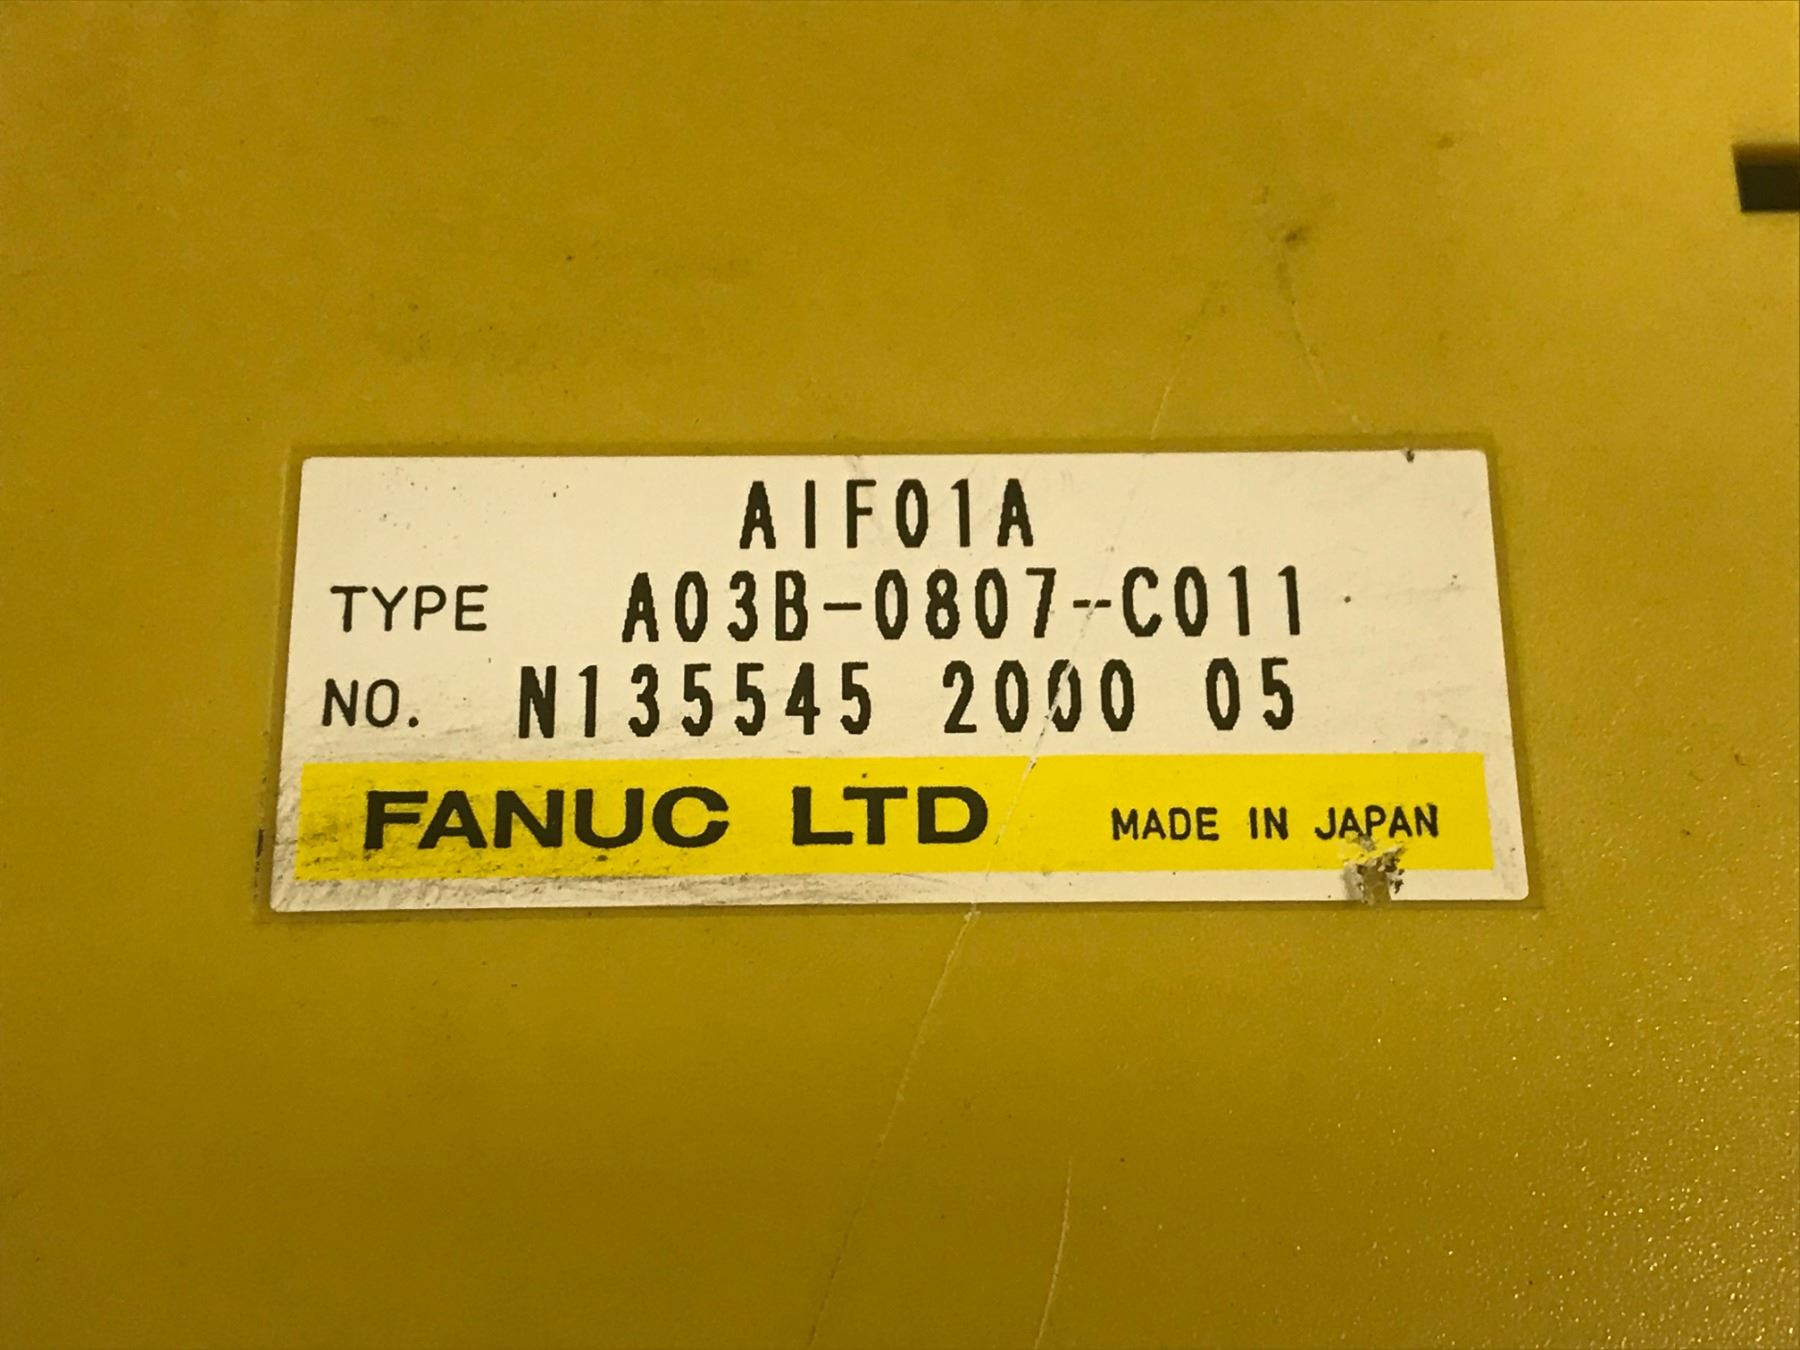 AIF01A
TYPE A03B-0807-C011
NO. N135545 2000 05
FANUC LTD MADE IN JAPAN